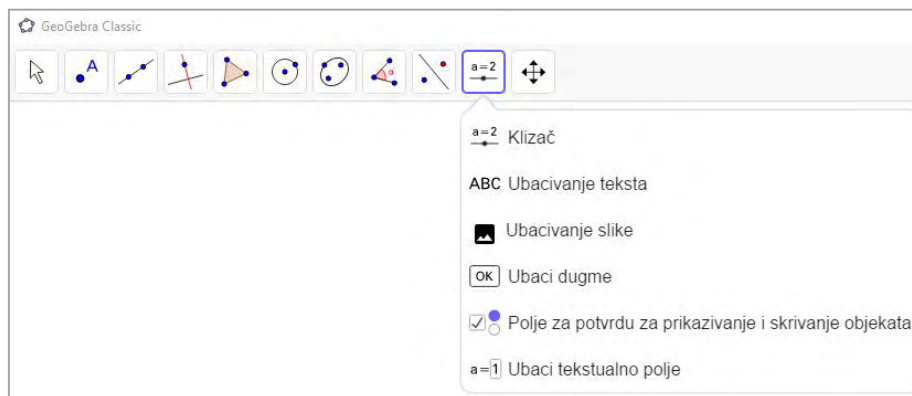 GeoGebra Classic
A
α
a=2
a=2 Klizač
ABC Ubacivanje teksta
Ubacivanje slike
OK Ubaci dugme
Polje za potvrdu za prikazivanje i skrivanje objekata
a=1 Ubaci tekstualno polje